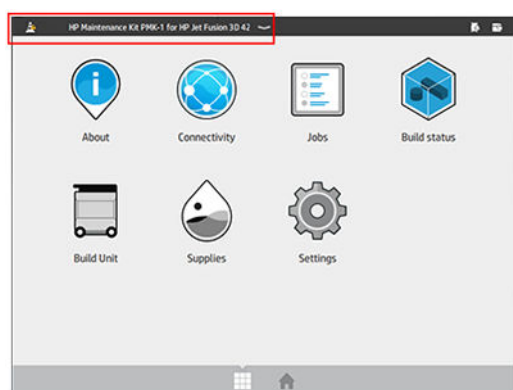 HP Maintenance Kit PMK-1 for HP Jet Fusion 3D 42
About
Connectivity
Jobs
Build status
Build Unit
Supplies
Settings